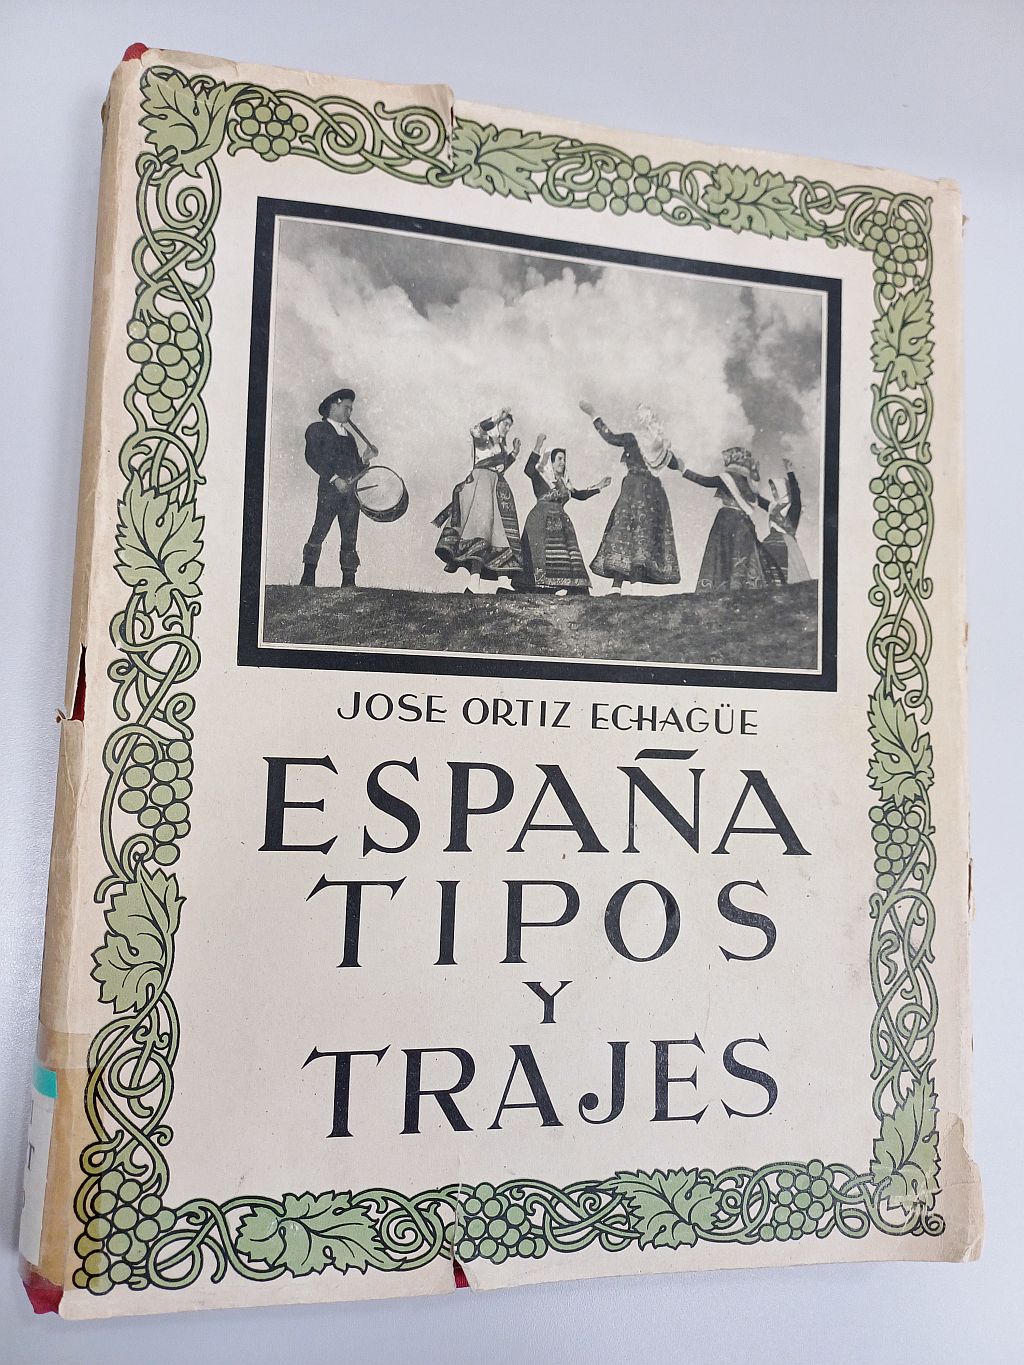 JOSE ORTIZ ECHAGÜE
ESPAÑA
TIPOS
Y
TRAJES
T